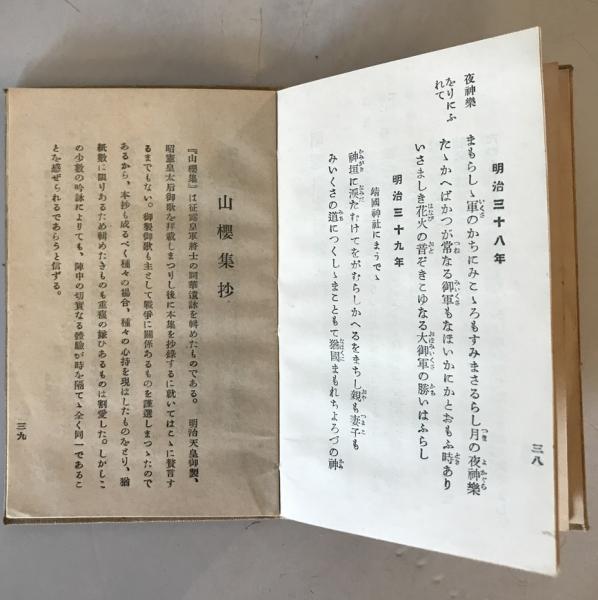 三八
明治三十八年
夜神樂
まもらしゝ軍のかちにみこゝろもすみまさるらし月の夜神樂
をりにふれて
たゝかへばかつが常なる御軍もなほいかにかとおもふ時あり
いさましき花火の音ぞきこゆなる大御軍の勝いはふらし
明治三十九年
靖國神社にまうでゝ
神垣に涙たむけてをがむらしかへるをまちし親も妻子も
みいくさの道につくしゝまこともて猶國まもれちよろづの神
山櫻集抄
『山櫻集』は征露皇軍將士の同華遺詠を輯めたものである。明治天皇御製、
昭憲皇太后御歌を拜載しまつりし後に本集を抄錄するに就いてはこゝに贅言す
るまでもない。御製御歌も主として戰爭に關係あるものを謹選しまつゝたので
あるから、本抄も成るべく種々の場合、種々の心持を現はしたものをとり、猶
紙數に限りあるため輯めたきものも重複の嫌ひあるものは割愛した。しかしこ
の少數の吟詠によりても、陣中の切實なる體驗が時を隔てゝ全く同一であるこ
とを感ぜられるであらうと信ずる。
三九